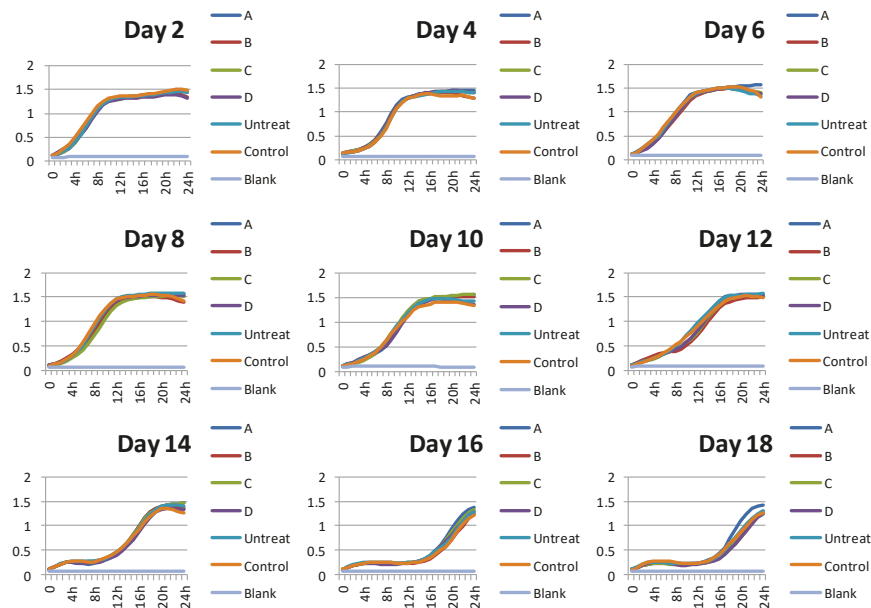 Day 2
2
1.5
1
0.5
0
0
4h
8h
12h
16h
20h
24h
A
B
C
D
Untreat
Control
Blank
Day 4
2
1.5
1
0.5
0
0
4h
8h
12h
16h
20h
24h
A
B
C
D
Untreat
Control
Blank
Day 6
2
1.5
1
0.5
0
0
4h
8h
12h
16h
20h
24h
A
B
C
D
Untreat
Control
Blank
Day 8
2
1.5
1
0.5
0
0
4h
8h
12h
16h
20h
24h
A
B
C
D
Untreat
Control
Blank
Day 10
2
1.5
1
0.5
0
0
4h
8h
12h
16h
20h
24h
A
B
C
D
Untreat
Control
Blank
Day 12
2
1.5
1
0.5
0
0
4h
8h
12h
16h
20h
24h
A
B
C
D
Untreat
Control
Blank
Day 14
2
1.5
1
0.5
0
0
4h
8h
12h
16h
20h
24h
A
B
C
D
Untreat
Control
Blank
Day 16
2
1.5
1
0.5
0
0
4h
8h
12h
16h
20h
24h
A
B
C
D
Untreat
Control
Blank
Day 18
2
1.5
1
0.5
0
0
4h
8h
12h
16h
20h
24h
A
B
C
D
Untreat
Control
Blank